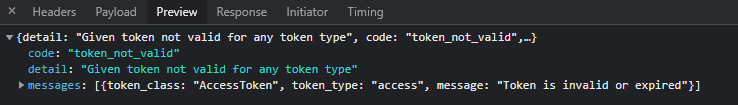 × Headers Payload Preview Response Initiator Timing
▼{detail: "Given token not valid for any token type", code: "token_not_valid",…}
code: "token_not_valid"
detail: "Given token not valid for any token type"
▶messages: [{token_class: "AccessToken", token_type: "access", message: "Token is invalid or expired"}]